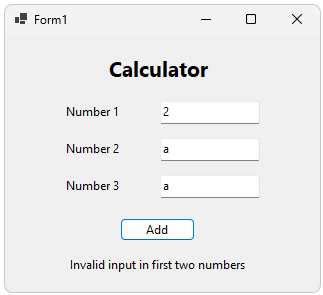 Form1
Calculator
Number 1 2
Number 2 a
Number 3 a
Add
Invalid input in first two numbers